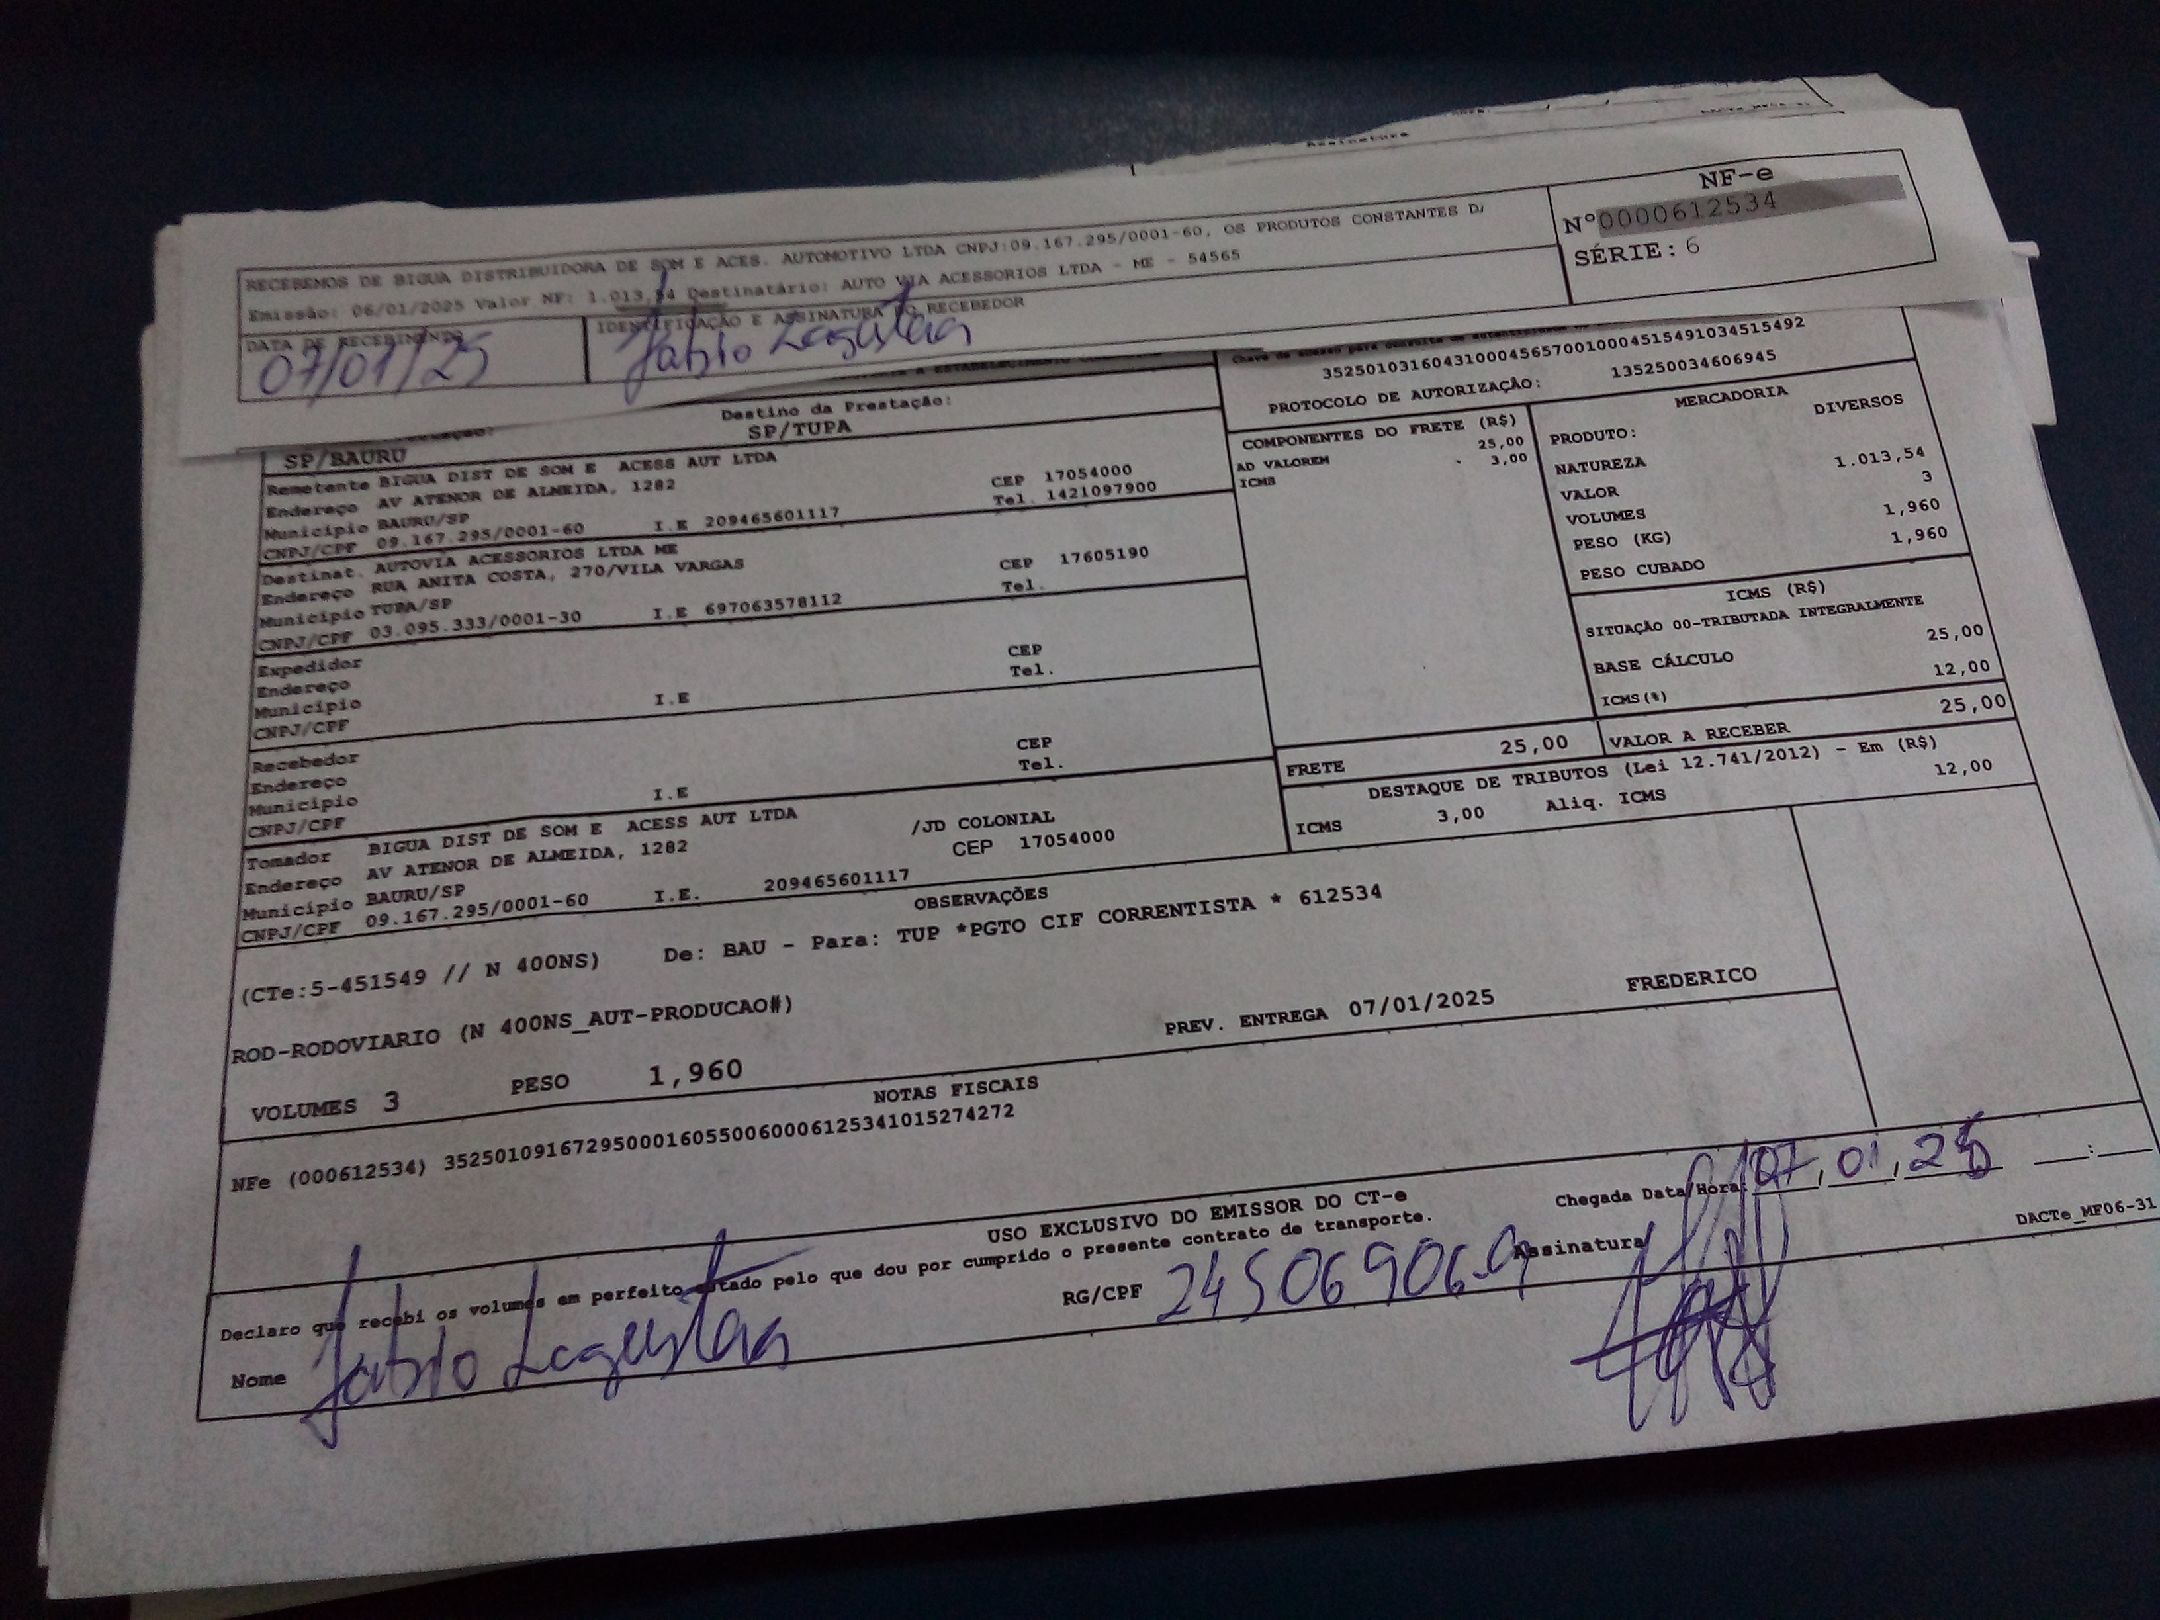 Assinatura
RECEBEMOS DE BIGUA DISTRIBUIDORA DE SOM E ACES. AUTOMOTIVO LTDA CNPJ:09.167.295/0001-60, OS PRODUTOS CONSTANTES DA
Emissão: 06/01/2025 Valor NF: 1.013,54 Destinatário: AUTO VIA ACESSORIOS LTDA - ME - 54565
NF-e
Nº0000612534
SÉRIE: 6
DATA DE RECEBIMENTO
07/01/25
IDENTIFICAÇÃO E ASSINATURA DO RECEBEDOR
Fabio
Chave de acesso para consulta de autenticidade
35250103160431000456570010004515491034515492
PROTOCOLO DE AUTORIZAÇÃO: 135250034606945
Destino da Prestação:
SP/BAURU SP/TUPA
Remetente BIGUA DIST DE SOM E ACESS AUT LTDA
Endereço AV ATENOR DE ALMEIDA, 1282 CEP 17054000
Município BAURU/SP Tel. 1421097900
CNPJ/CPF 09.167.295/0001-60 I.E 209465601117
Destinat. AUTOVIA ACESSORIOS LTDA ME
Endereço RUA ANITA COSTA, 270/VILA VARGAS CEP 17605190
Município TUPA/SP Tel.
CNPJ/CPF 03.095.333/0001-30 I.E 697063578112
Expedidor
Endereço CEP
Município Tel.
CNPJ/CPF I.E
Recebedor
Endereço CEP
Município Tel.
CNPJ/CPF I.E
Tomador BIGUA DIST DE SOM E ACESS AUT LTDA
Endereço AV ATENOR DE ALMEIDA, 1282 /JD COLONIAL
Município BAURU/SP CEP 17054000
CNPJ/CPF 09.167.295/0001-60 I.E. 209465601117
COMPONENTES DO FRETE (R$)
AD VALOREM 25,00
ICMS 3,00
MERCADORIA
PRODUTO: DIVERSOS
NATUREZA
VALOR 1.013,54
VOLUMES 3
PESO (KG) 1,960
PESO CUBADO 1,960
ICMS (R$)
SITUAÇÃO 00-TRIBUTADA INTEGRALMENTE
BASE CÁLCULO 25,00
ICMS(%) 12,00
FRETE 25,00 VALOR A RECEBER 25,00
DESTAQUE DE TRIBUTOS (Lei 12.741/2012) - Em (R$)
ICMS 3,00 Aliq. ICMS 12,00
OBSERVAÇÕES
(CTe:5-451549 // N 400NS) De: BAU - Para: TUP *PGTO CIF CORRENTISTA * 612534
ROD-RODOVIARIO (N 400NS_AUT-PRODUCAO#)
PREV. ENTREGA 07/01/2025 FREDERICO
VOLUMES 3 PESO 1,960
NOTAS FISCAIS
NFe (000612534) 35250109167295000160550060006125341015274272
USO EXCLUSIVO DO EMISSOR DO CT-e
Declaro que recebi os volumes em perfeito estado pelo que dou por cumprido o presente contrato de transporte.
Chegada Data/Hora: 07,01,25 :
Nome Fabio
RG/CPF 24506906-9
Assinatura
DACTe_MF06-31